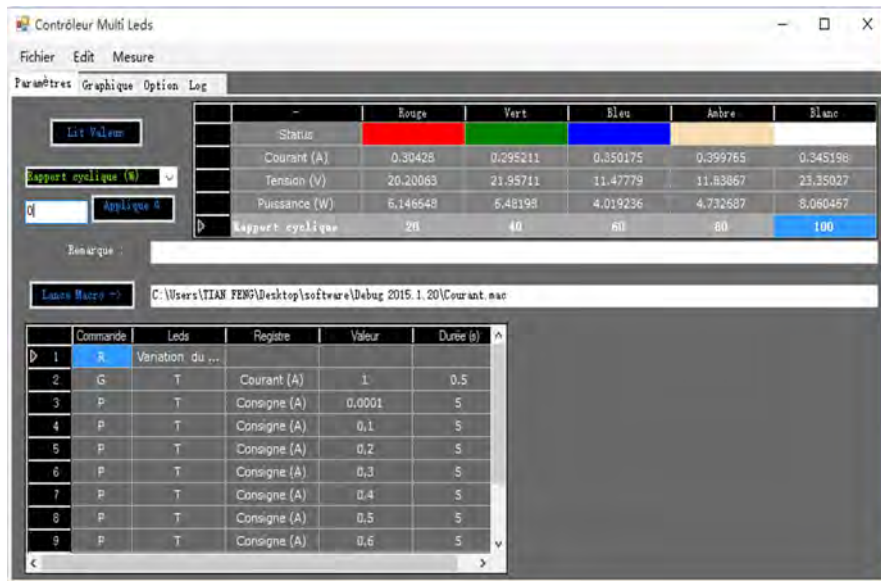 Contrôleur Multi Leds
Fichier Edit Mesure
Paramètres Graphique Option Log
– Rouge Vert Bleu Ambre Blanc
Lit Valeur
Status
Courant (A) 0.30428 0.295211 0.350175 0.399765 0.345198
Rapport cyclique (%)
Tension (V) 20.20063 21.95711 11.47779 11.83867 23.35027
0 Applique
Puissance (W) 6.146648 6.48198 4.019236 4.732687 8.060467
Rapport cyclique 20 40 60 80 100
Remarque :
Lance Macro -> C:\Users\TIAN FENG\Desktop\software\Debug 2015.1.20\Courant.mac
Commande Leds Registre Valeur Durée (s)
1 R Variation du ...
2 G T Courant (A) 1 0.5
3 P T Consigne (A) 0.0001 5
4 P T Consigne (A) 0.1 5
5 P T Consigne (A) 0.2 5
6 P T Consigne (A) 0.3 5
7 P T Consigne (A) 0.4 5
8 P T Consigne (A) 0.5 5
9 P T Consigne (A) 0.6 5